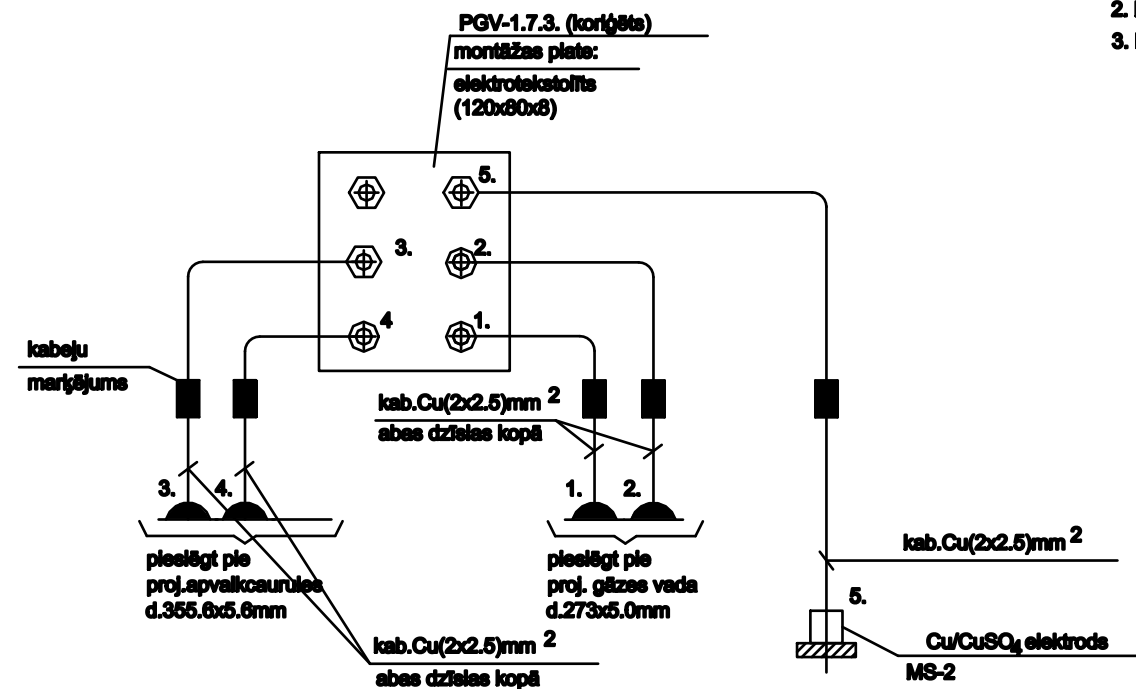 PGV-1.7.3. (koriģēts)
montāžas plate:
elektrotekstolīts
(120x80x8)
2.
3.
5.
3.
2.
4
1.
kabeļu
marķējums
kab.Cu(2x2.5)mm 2
abas dzīslas kopā
3.
4.
1.
2.
pieslēgt pie
proj.apvalkcaurules
d.355.6x5.6mm
pieslēgt pie
proj. gāzes vada
d.273x5.0mm
kab.Cu(2x2.5)mm 2
5.
kab.Cu(2x2.5)mm 2
abas dzīslas kopā
Cu/CuSO4 elektrods
MS-2